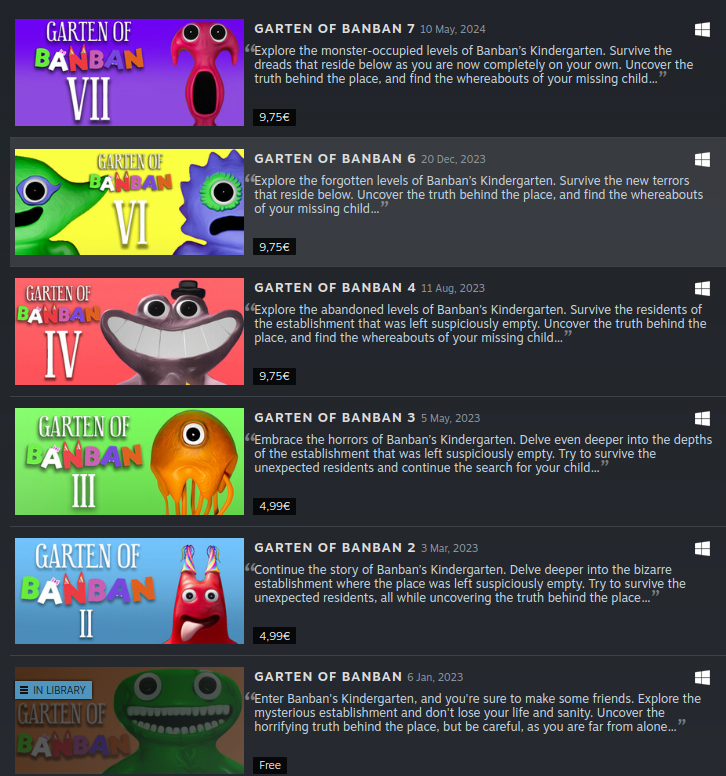 GARTEN OF
BANBAN
VII
GARTEN OF BANBAN 7 10 May, 2024
“Explore the monster-occupied levels of Banban's Kindergarten. Survive the
dreads that reside below as you are now completely on your own. Uncover the
truth behind the place, and find the whereabouts of your missing child...”
9,75€
GARTEN OF
BANBAN
VI
GARTEN OF BANBAN 6 20 Dec, 2023
“Explore the forgotten levels of Banban's Kindergarten. Survive the new terrors
that reside below. Uncover the truth behind the place, and find the whereabouts
of your missing child...”
9,75€
GARTEN OF
BANBAN
IV
GARTEN OF BANBAN 4 11 Aug, 2023
“Explore the abandoned levels of Banban's Kindergarten. Survive the residents of
the establishment that was left suspiciously empty. Uncover the truth behind the
place, and find the whereabouts of your missing child...”
9,75€
GARTEN OF
BANBAN
III
GARTEN OF BANBAN 3 5 May, 2023
“Embrace the horrors of Banban's Kindergarten. Delve even deeper into the depths
of the establishment that was left suspiciously empty. Try to survive the
unexpected residents and continue the search for your child...”
4,99€
GARTEN OF
BANBAN
II
GARTEN OF BANBAN 2 3 Mar, 2023
“Continue the story of Banban's Kindergarten. Delve deeper into the bizarre
establishment where the place was left suspiciously empty. Try to survive the
unexpected residents, all while uncovering the truth behind the place...”
4,99€
IN LIBRARY
GARTEN OF
BANBAN
GARTEN OF BANBAN 6 Jan, 2023
“Enter Banban's Kindergarten, and you're sure to make some friends. Explore the
mysterious establishment and don't lose your life and sanity. Uncover the
horrifying truth behind the place, but be careful, as you are far from alone...”
Free